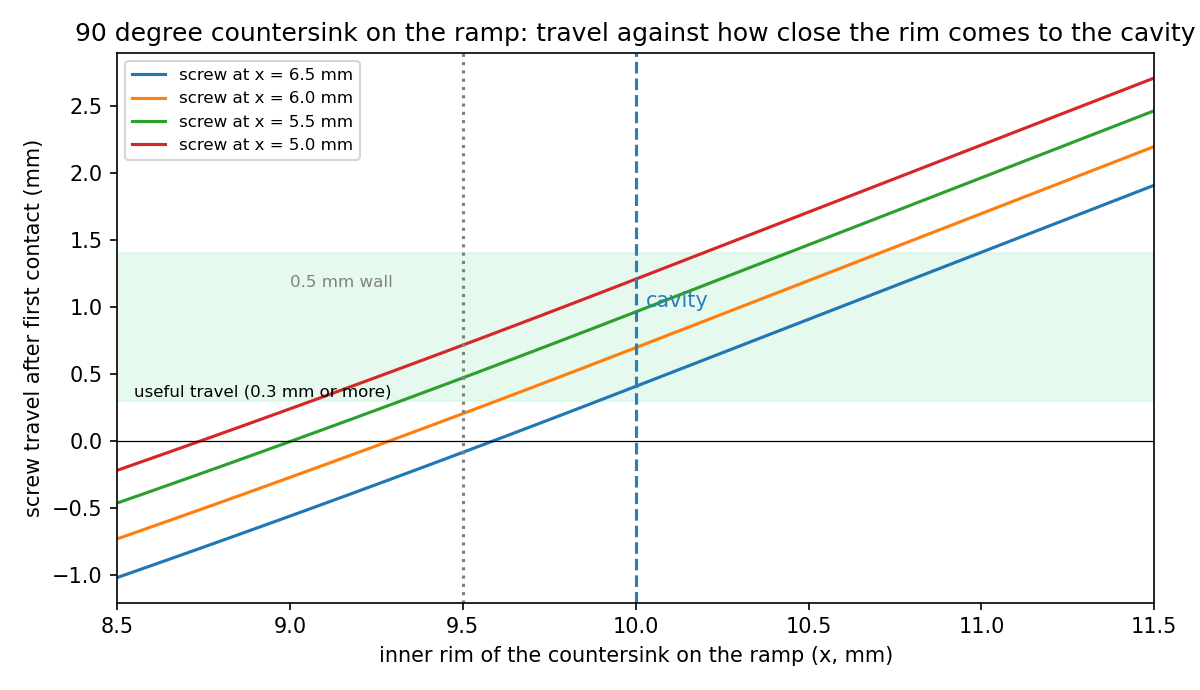 90 degree countersink on the ramp: travel against how close the rim comes to the cavity
screw at x = 6.5 mm
screw at x = 6.0 mm
screw at x = 5.5 mm
screw at x = 5.0 mm
0.5 mm wall
cavity
useful travel (0.3 mm or more)
screw travel after first contact (mm)
2.5
2.0
1.5
1.0
0.5
0.0
−0.5
−1.0
8.5
9.0
9.5
10.0
10.5
11.0
11.5
inner rim of the countersink on the ramp (x, mm)